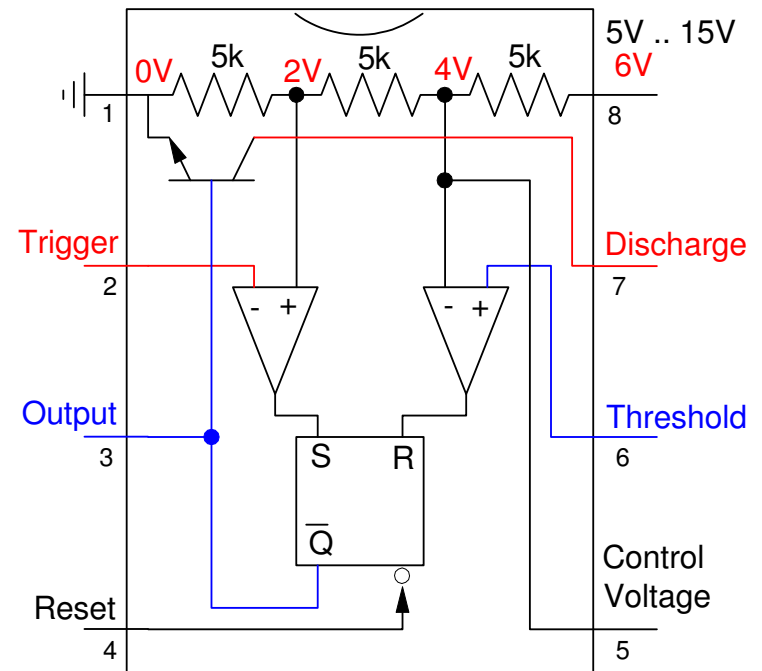 5V .. 15V
0V 5k 2V 5k 4V 5k 6V
1 8
Trigger Discharge
2 7
- + - +
Output Threshold
3 6
S R
Q̅
Control
Voltage
Reset
4 5